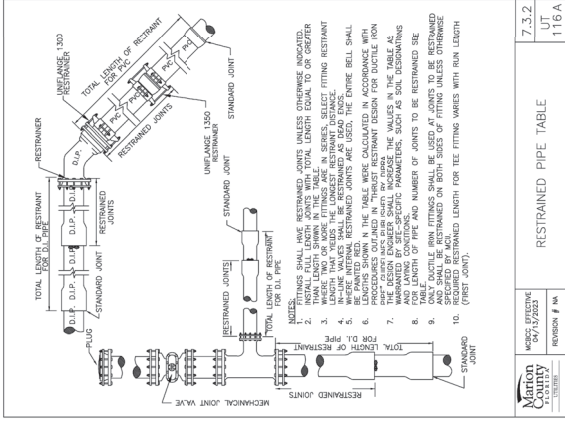 UNIFLANGE 1300
RESTRAINER
TOTAL LENGTH OF RESTRAINT
FOR PVC
PVC
PVC
PVC
RESTRAINED JOINTS
STANDARD JOINT
UNIFLANGE 1350
RESTRAINER
RESTRAINER
D.I.P.
TOTAL LENGTH OF RESTRAINT
FOR D.I. PIPE
D.I.P.
D.I.P.
D.I.P.
D.I.P.
RESTRAINED
JOINTS
STANDARD JOINT
PLUG
STANDARD JOINT
RESTRAINED JOINTS
TOTAL LENGTH OF RESTRAINT
FOR D.I. PIPE
MECHANICAL JOINT VALVE
TOTAL LENGTH OF RESTRAINT
FOR D.I. PIPE
RESTRAINED JOINTS
STANDARD
JOINT
NOTES:
1. FITTINGS SHALL HAVE RESTRAINED JOINTS UNLESS OTHERWISE INDICATED.
2. INSTALL FULL LENGTH JOINTS WITH TOTAL LENGTH EQUAL TO OR GREATER
THAN LENGTH SHOWN IN THE TABLE.
3. WHERE TWO OR MORE FITTINGS ARE IN SERIES, SELECT FITTING RESTRAINT
LENGTH THAT YIELDS THE LONGEST RESTRAINT DISTANCE.
4. IN-LINE VALVES SHALL BE RESTRAINED AS DEAD ENDS.
5. WHERE INTERNAL RESTRAINED JOINTS ARE USED, THE ENTIRE BELL SHALL
BE PAINTED RED.
6. LENGTHS SHOWN IN THE TABLE WERE CALCULATED IN ACCORDANCE WITH
PROCEDURES OUTLINED IN "THRUST RESTRAINT DESIGN FOR DUCTILE IRON
PIPE" GUIDELINES PUBLISHED BY DIPRA.
7. THE DESIGN ENGINEER SHALL INCREASE THE VALUES IN THE TABLE AS
WARRANTED BY SITE-SPECIFIC PARAMETERS, SUCH AS SOIL DESIGNATIONS
AND LAYING CONDITIONS.
8. FOR LENGTH OF PIPE AND NUMBER OF JOINTS TO BE RESTRAINED SEE
TABLE.
9. ONLY DUCTILE IRON FITTINGS SHALL BE USED AT JOINTS TO BE RESTRAINED
AND SHALL BE RESTRAINED ON BOTH SIDES OF FITTING UNLESS OTHERWISE
SPECIFIED BY MCU.
10. REQUIRED RESTRAINED LENGTH FOR TEE FITTING VARIES WITH RUN LENGTH
(FIRST JOINT).
Marion
County
FLORIDA
UTILITIES
MCBCC EFFECTIVE
04/13/2023
REVISION # NA
RESTRAINED PIPE TABLE
7.3.2
UT
116 A